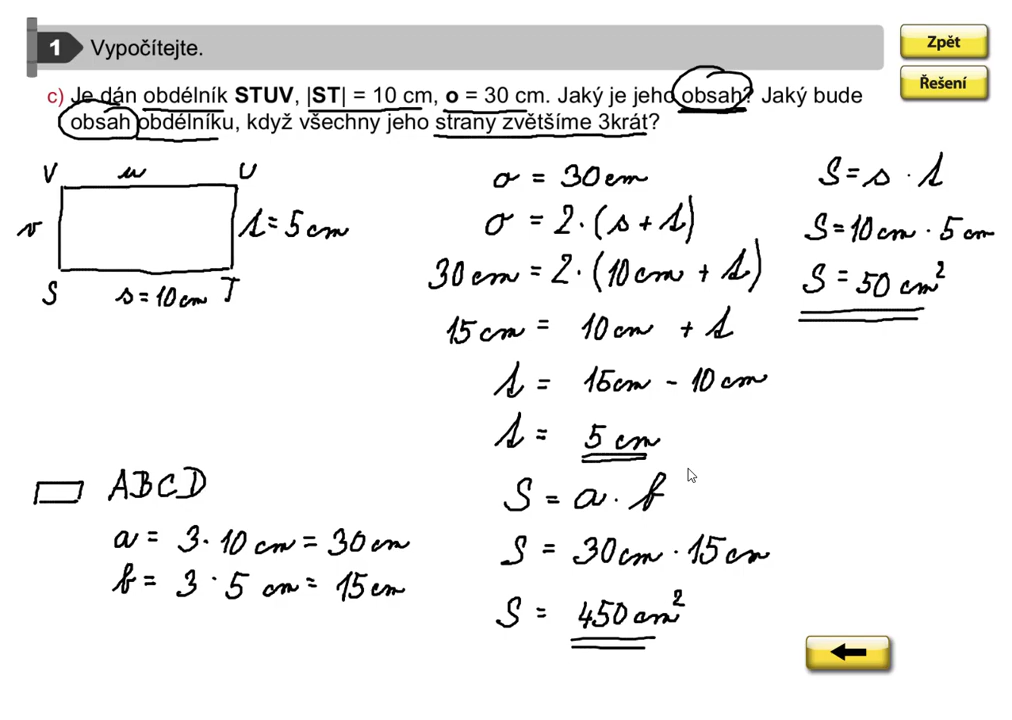 1 Vypočítejte.
Zpět
Řešení
c) Je dán obdélník STUV, |ST| = 10 cm, o = 30 cm. Jaký je jeho obsah? Jaký bude
obsah obdélníku, když všechny jeho strany zvětšíme 3krát?
V u U
v t = 5 cm
S s = 10 cm T
o = 30 cm
o = 2 · (s + t)
30 cm = 2 · (10 cm + t)
15 cm = 10 cm + t
t = 15 cm - 10 cm
t = 5 cm
S = s · t
S = 10 cm · 5 cm
S = 50 cm²
ABCD
a = 3 · 10 cm = 30 cm
b = 3 · 5 cm = 15 cm
S = a · b
S = 30 cm · 15 cm
S = 450 cm²